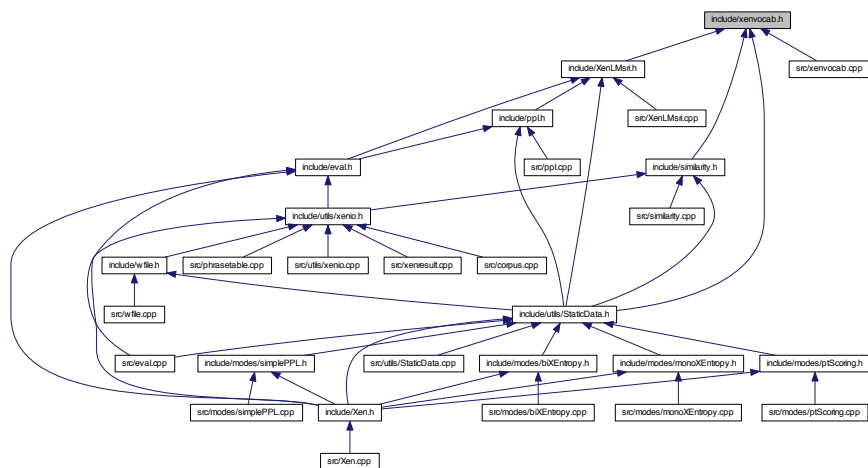 include/xenvocab.h
include/XenLMsri.h
src/xenvocab.cpp
include/ppl.h
src/XenLMsri.cpp
include/eval.h
src/ppl.cpp
include/similarity.h
include/utils/xenio.h
src/similarity.cpp
include/wfile.h
src/phrasetable.cpp
src/utils/xenio.cpp
src/xenresult.cpp
src/corpus.cpp
src/wfile.cpp
include/utils/StaticData.h
src/eval.cpp
include/modes/simplePPL.h
src/utils/StaticData.cpp
include/modes/biXEntropy.h
include/modes/monoXEntropy.h
include/modes/ptScoring.h
src/modes/simplePPL.cpp
include/Xen.h
src/modes/biXEntropy.cpp
src/modes/monoXEntropy.cpp
src/modes/ptScoring.cpp
src/Xen.cpp